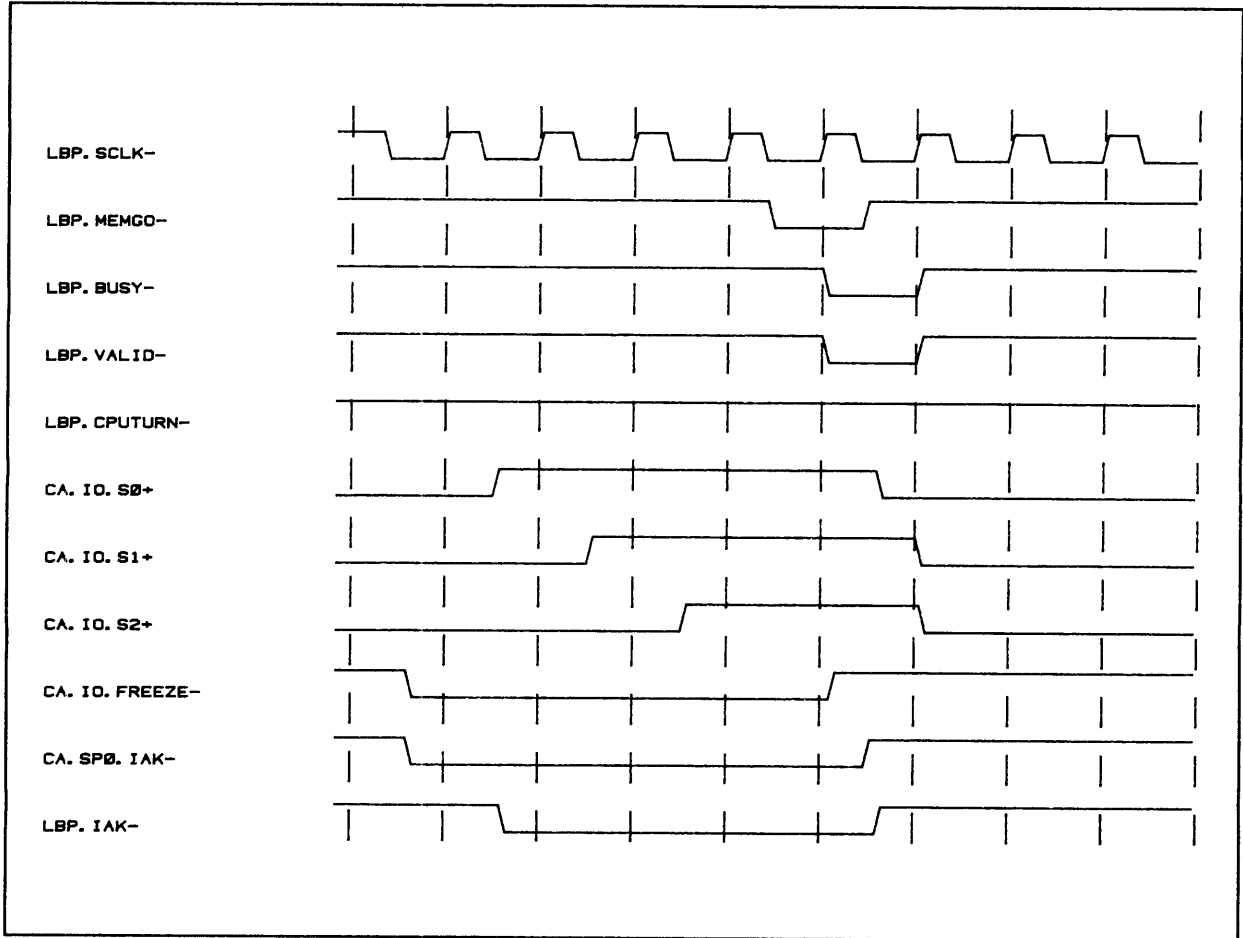 LBP. SCLK-
LBP. MEMGO-
LBP. BUSY-
LBP. VALID-
LBP. CPUTURN-
CA. IO. SØ+
CA. IO. S1+
CA. IO. S2+
CA. IO. FREEZE-
CA. SPØ. IAK-
LBP. IAK-